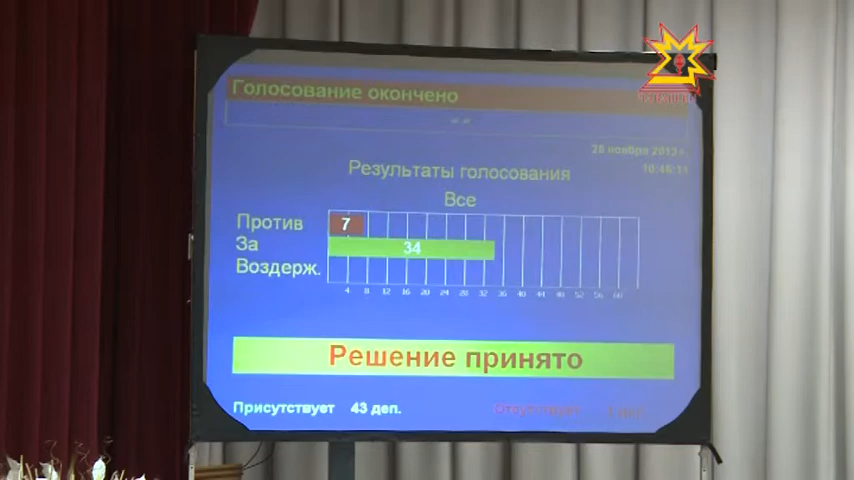 Голосование окончено
28 ноября 2013 г.
10:46:11
Результаты голосования
Все
Против 7
За 34
Воздерж.
4 8 12 16 20 24 28 32 36 40 44 48 52 56 60
Решение принято
Присутствует 43 деп.
Отсутствует